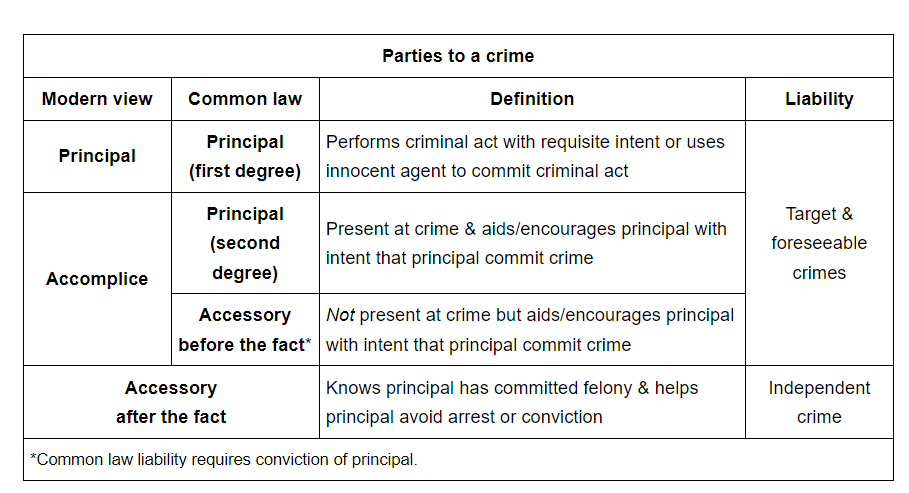 Parties to a crime
Modern view Common law Definition Liability
Principal
Principal
(first degree)
Performs criminal act with requisite intent or uses
innocent agent to commit criminal act
Target &
foreseeable
crimes
Accomplice
Principal
(second
degree)
Present at crime & aids/encourages principal with
intent that principal commit crime
Accessory
before the fact*
Not present at crime but aids/encourages principal
with intent that principal commit crime
Accessory
after the fact
Knows principal has committed felony & helps
principal avoid arrest or conviction
Independent
crime
*Common law liability requires conviction of principal.